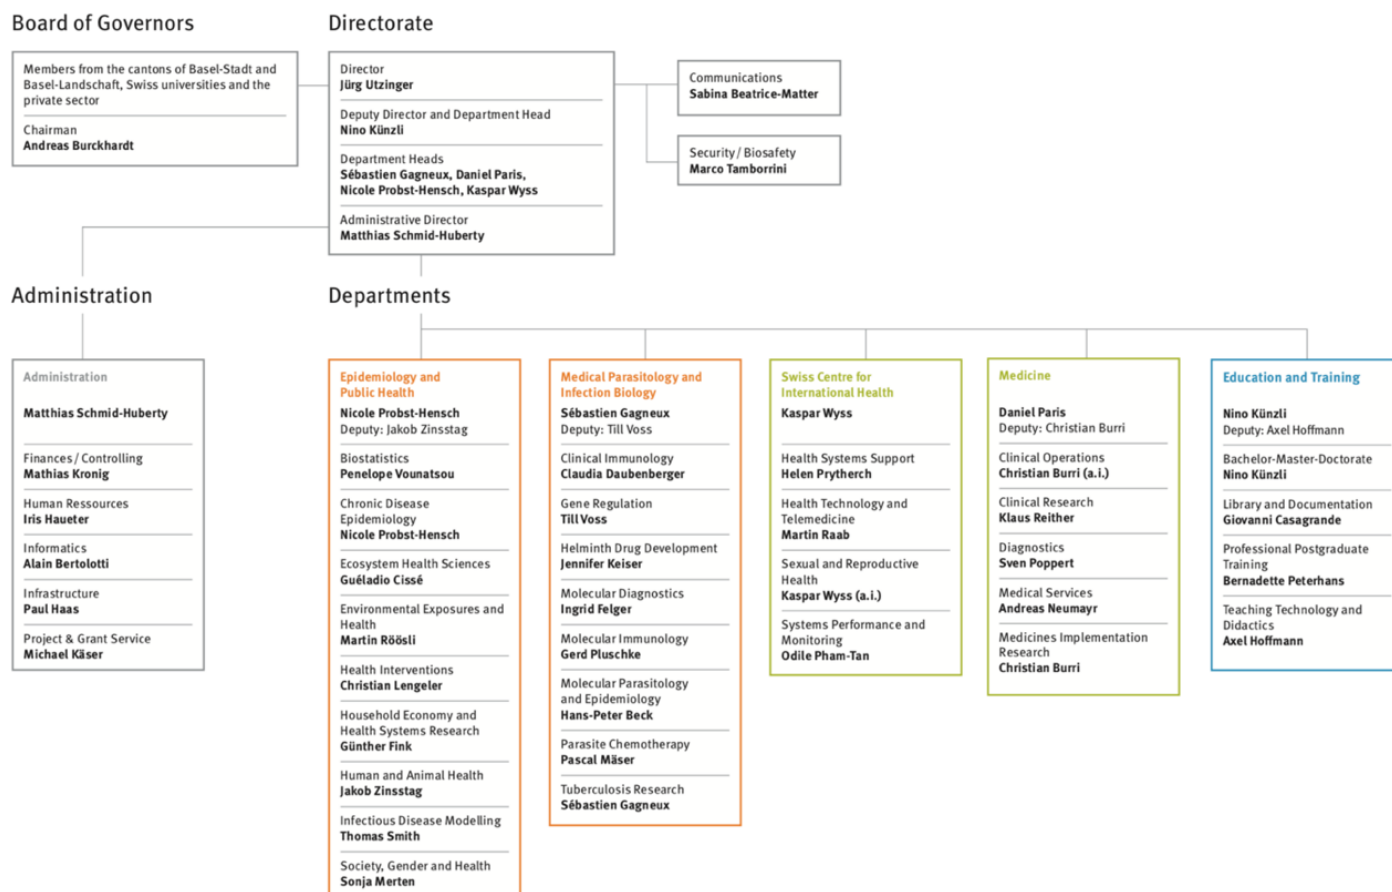 Board of Governors
Members from the cantons of Basel-Stadt and
Basel-Landschaft, Swiss universities and the
private sector
Chairman
Andreas Burckhardt
Directorate
Director
Jürg Utzinger
Deputy Director and Department Head
Nino Künzli
Department Heads
Sébastien Gagneux, Daniel Paris,
Nicole Probst-Hensch, Kaspar Wyss
Administrative Director
Matthias Schmid-Huberty
Communications
Sabina Beatrice-Matter
Security / Biosafety
Marco Tamborrini
Administration
Administration
Matthias Schmid-Huberty
Finances / Controlling
Mathias Kronig
Human Ressources
Iris Haueter
Informatics
Alain Bertolotti
Infrastructure
Paul Haas
Project & Grant Service
Michael Käser
Departments
Epidemiology and
Public Health
Nicole Probst-Hensch
Deputy: Jakob Zinsstag
Biostatistics
Penelope Vounatsou
Chronic Disease
Epidemiology
Nicole Probst-Hensch
Ecosystem Health Sciences
Guéladio Cissé
Environmental Exposures and
Health
Martin Röösli
Health Interventions
Christian Lengeler
Household Economy and
Health Systems Research
Günther Fink
Human and Animal Health
Jakob Zinsstag
Infectious Disease Modelling
Thomas Smith
Society, Gender and Health
Sonja Merten
Medical Parasitology and
Infection Biology
Sébastien Gagneux
Deputy: Till Voss
Clinical Immunology
Claudia Daubenberger
Gene Regulation
Till Voss
Helminth Drug Development
Jennifer Keiser
Molecular Diagnostics
Ingrid Felger
Molecular Immunology
Gerd Pluschke
Molecular Parasitology
and Epidemiology
Hans-Peter Beck
Parasite Chemotherapy
Pascal Mäser
Tuberculosis Research
Sébastien Gagneux
Swiss Centre for
International Health
Kaspar Wyss
Health Systems Support
Helen Prytherch
Health Technology and
Telemedicine
Martin Raab
Sexual and Reproductive
Health
Kaspar Wyss (a.i.)
Systems Performance and
Monitoring
Odile Pham-Tan
Medicine
Daniel Paris
Deputy: Christian Burri
Clinical Operations
Christian Burri (a.i.)
Clinical Research
Klaus Reither
Diagnostics
Sven Poppert
Medical Services
Andreas Neumayr
Medicines Implementation
Research
Christian Burri
Education and Training
Nino Künzli
Deputy: Axel Hoffmann
Bachelor-Master-Doctorate
Nino Künzli
Library and Documentation
Giovanni Casagrande
Professional Postgraduate
Training
Bernadette Peterhans
Teaching Technology and
Didactics
Axel Hoffmann